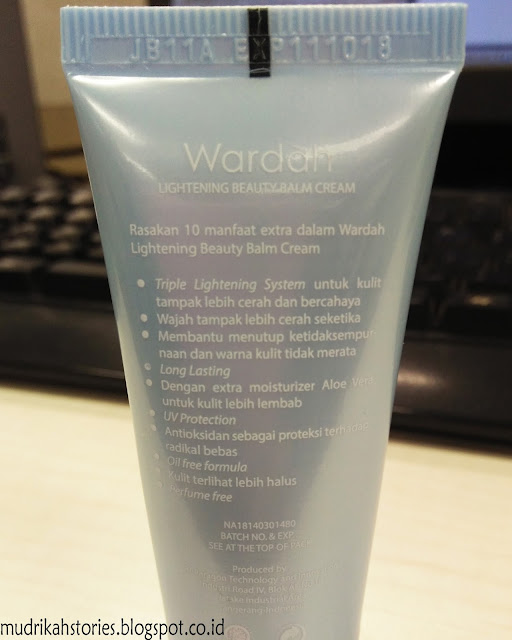 JB11A EXP111018
Wardah
LIGHTENING BEAUTY BALM CREAM
Rasakan 10 manfaat extra dalam Wardah
Lightening Beauty Balm Cream
• Triple Lightening System untuk kulit
tampak lebih cerah dan bercahaya
• Wajah tampak lebih cerah seketika
• Membantu menutup ketidaksempur
naan dan warna kulit tidak merata
• Long Lasting
• Dengan extra moisturizer Aloe Vera
untuk kulit lebih lembab
• UV Protection
• Antioksidan sebagai proteksi terhadap
radikal bebas
• Oil free formula
• Kulit terlihat lebih halus
• Perfume free
NA18140301480
BATCH NO. & EXP
SEE AT THE TOP OF
Produced by
Technology
Road IV, Blok
mudrikahstories.blogspot.co.id